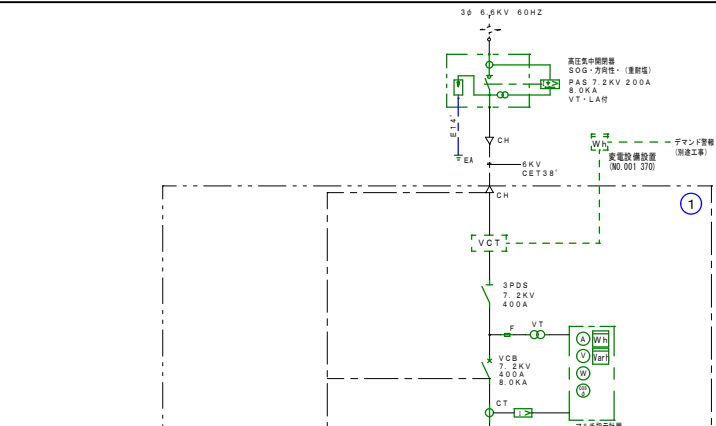 3φ 6.6KV 60HZ
高圧気中開閉器
SOG・方向性・(重耐塩)
PAS 7.2KV 200A
8.0KA
VT・LA付
I>
E14°
EA
CH
6KV
CET38°
Wh
デマンド警報
(別途工事)
変電設備設置
(NO.001 370)
CH
1
VCT
3PDS
7.2KV
400A
F
VT
A
Wh
V
Varh
W
VCB
7.2KV
400A
8.0KA
CT
I>